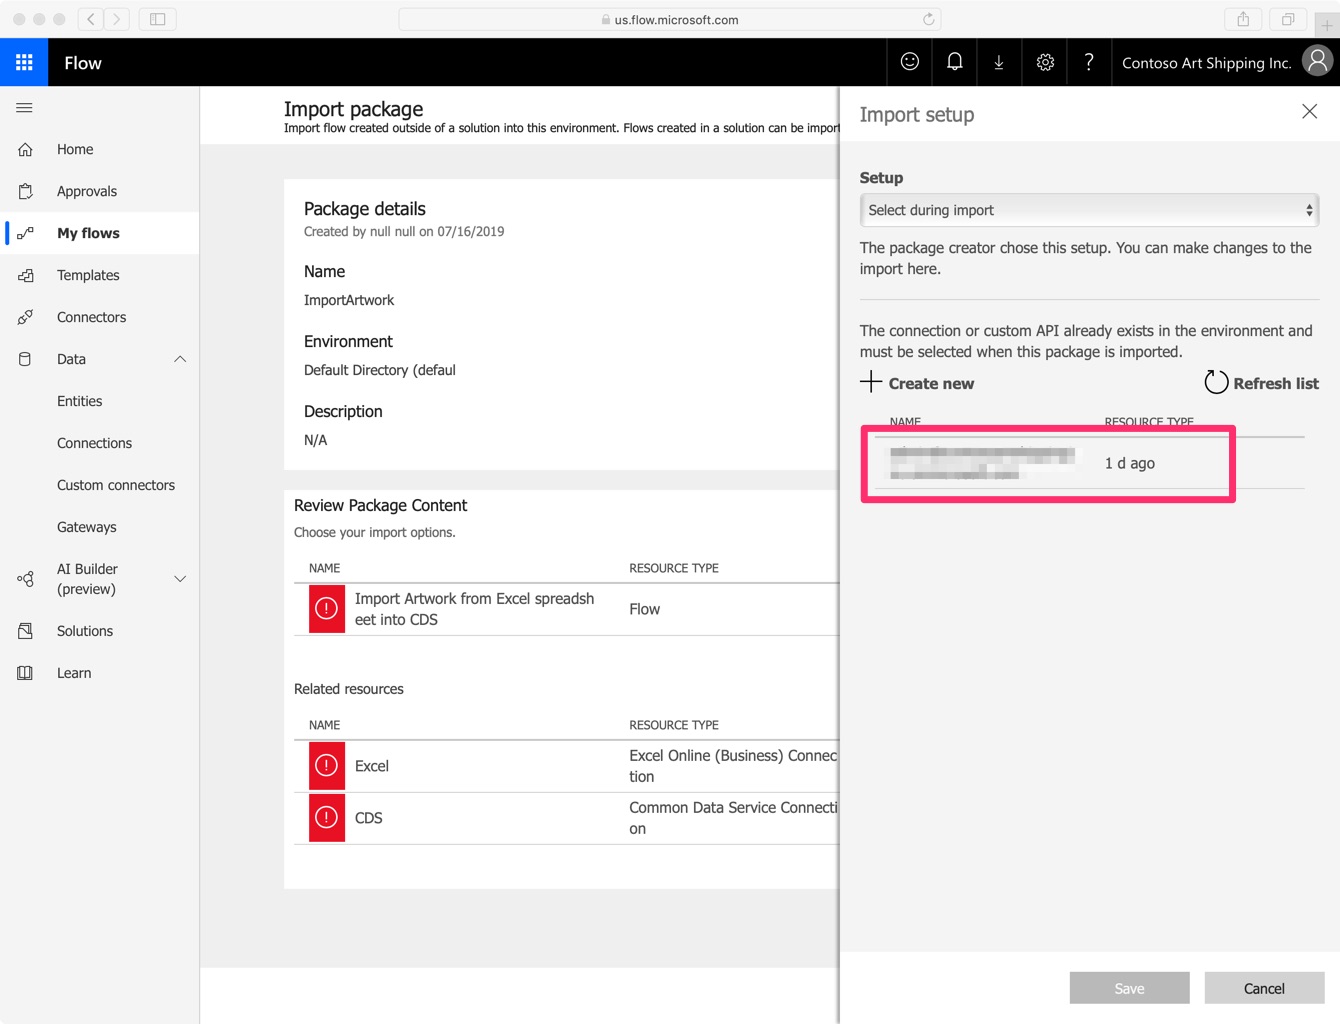 us.flow.microsoft.com
Flow
?
Contoso Art Shipping Inc.
Home
Approvals
My flows
Templates
Connectors
Data
Entities
Connections
Custom connectors
Gateways
AI Builder
(preview)
Solutions
Learn
Import package
Import flow created outside of a solution into this environment. Flows created in a solution can be import
Package details
Created by null null on 07/16/2019
Name
ImportArtwork
Environment
Default Directory (defaul
Description
N/A
Review Package Content
Choose your import options.
NAME RESOURCE TYPE
Import Artwork from Excel spreadsh
eet into CDS
Flow
Related resources
NAME RESOURCE TYPE
Excel
Excel Online (Business) Connec
tion
CDS
Common Data Service Connecti
on
Import setup
Setup
Select during import
The package creator chose this setup. You can make changes to the
import here.
The connection or custom API already exists in the environment and
must be selected when this package is imported.
Create new Refresh list
NAME RESOURCE TYPE
1 d ago
Save Cancel